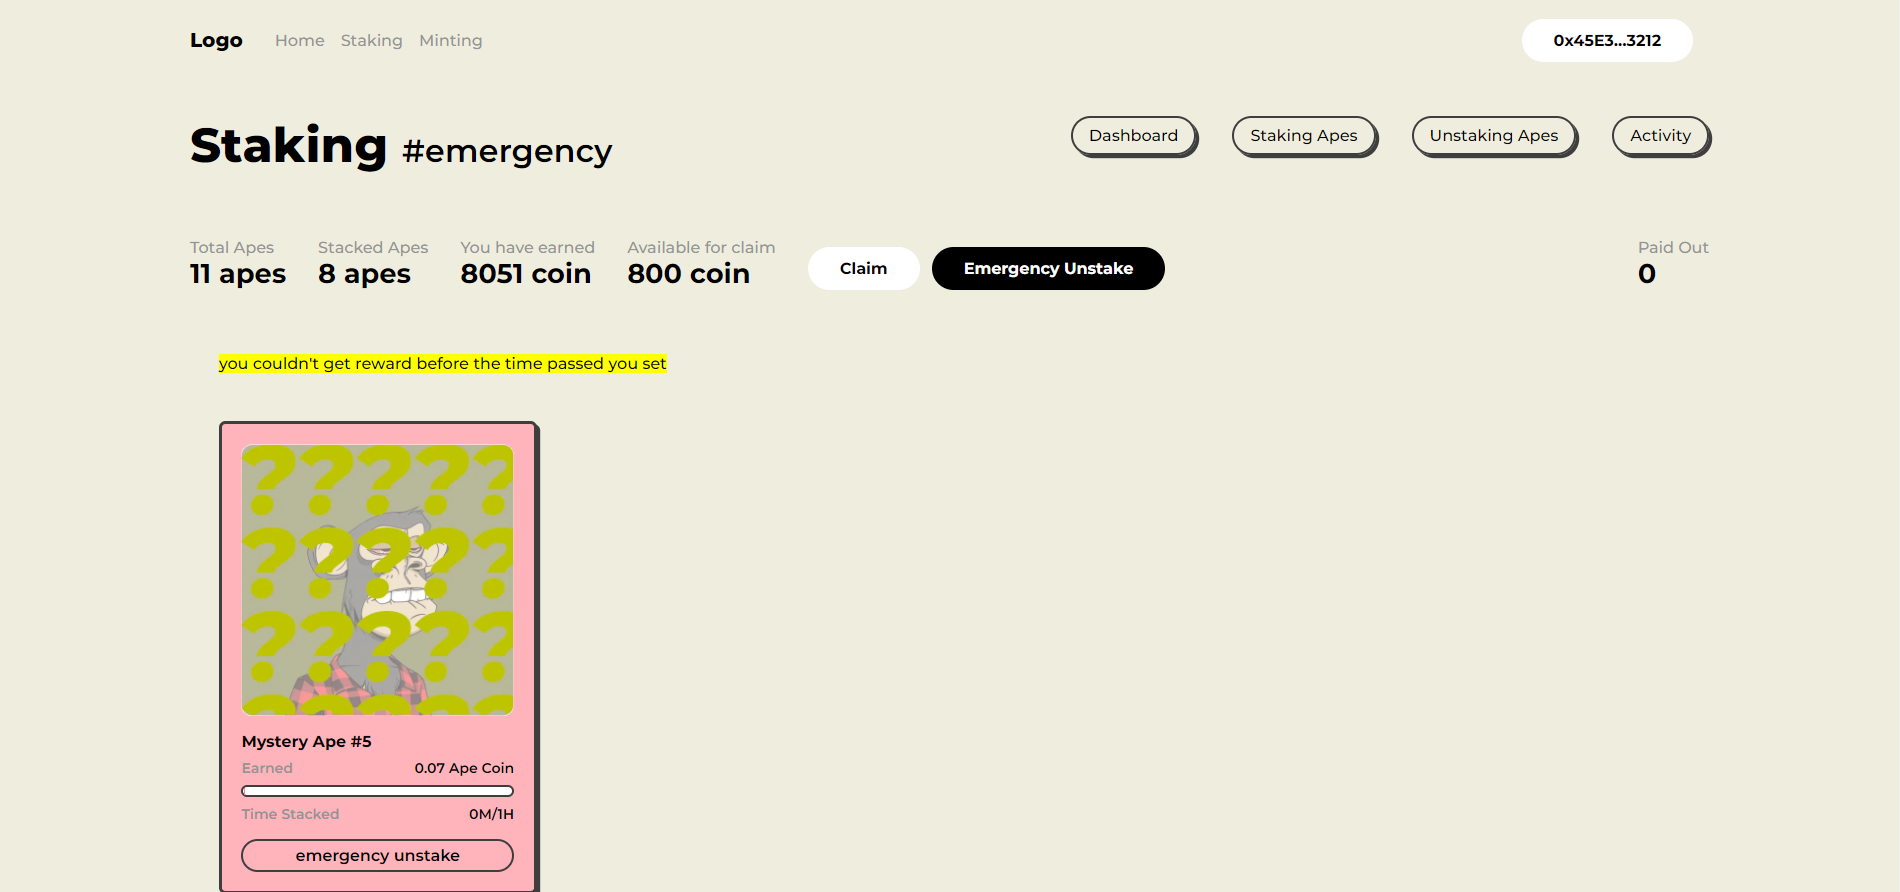 Logo Home Staking Minting 0x45E3...3212
Staking #emergency
Dashboard Staking Apes Unstaking Apes Activity
Total Apes Stacked Apes You have earned Available for claim Paid Out
11 apes 8 apes 8051 coin 800 coin Claim Emergency Unstake 0
you couldn't get reward before the time passed you set
? ? ? ? ?
? ? ? ? ?
? ? ? ? ?
? ? ? ? ?
Mystery Ape #5
Earned 0.07 Ape Coin
Time Stacked 0M/1H
emergency unstake